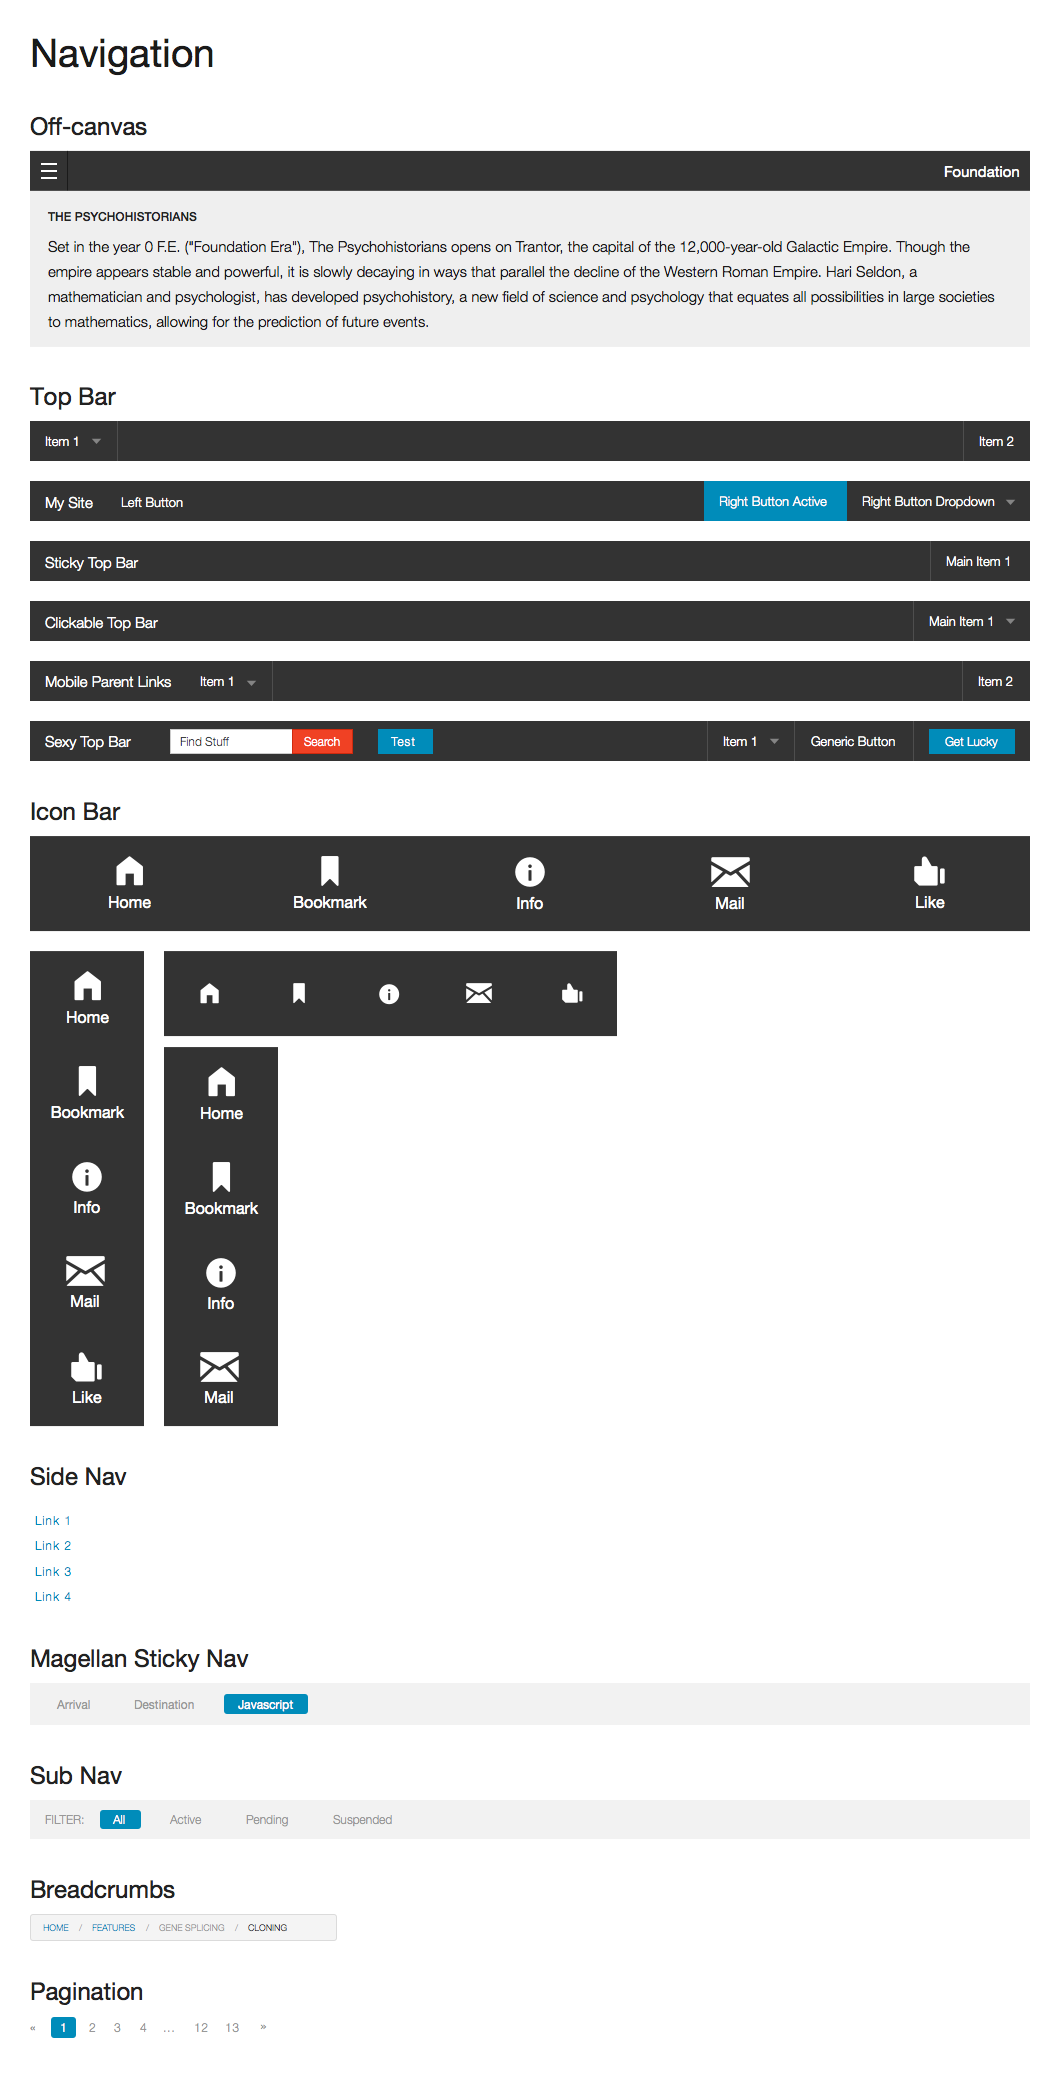 Navigation
Off-canvas
Foundation
THE PSYCHOHISTORIANS
Set in the year 0 F.E. ("Foundation Era"), The Psychohistorians opens on Trantor, the capital of the 12,000-year-old Galactic Empire. Though the
empire appears stable and powerful, it is slowly decaying in ways that parallel the decline of the Western Roman Empire. Hari Seldon, a
mathematician and psychologist, has developed psychohistory, a new field of science and psychology that equates all possibilities in large societies
to mathematics, allowing for the prediction of future events.
Top Bar
Item 1 Item 2
My Site Left Button Right Button Active Right Button Dropdown
Sticky Top Bar Main Item 1
Clickable Top Bar Main Item 1
Mobile Parent Links Item 1 Item 2
Sexy Top Bar Find Stuff Search Test Item 1 Generic Button Get Lucky
Icon Bar
Home Bookmark Info Mail Like
Home
Bookmark
Info
Mail
Like
Home
Bookmark
Info
Mail
Side Nav
Link 1
Link 2
Link 3
Link 4
Magellan Sticky Nav
Arrival Destination Javascript
Sub Nav
FILTER: All Active Pending Suspended
Breadcrumbs
HOME / FEATURES / GENE SPLICING / CLONING
Pagination
« 1 2 3 4 ... 12 13 »